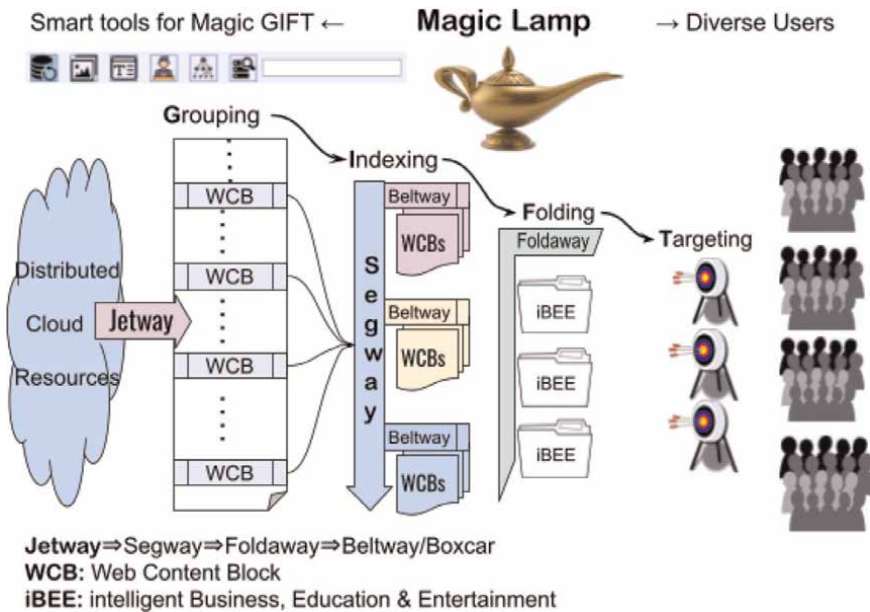 Smart tools for Magic GIFT ← Magic Lamp → Diverse Users
Grouping
Indexing
Folding
Targeting
Distributed
Cloud
Resources
Jetway
WCB
WCB
WCB
WCB
Segway
Beltway
WCBs
Beltway
WCBs
Beltway
WCBs
Foldaway
iBEE
iBEE
iBEE
Jetway⇒Segway⇒Foldaway⇒Beltway/Boxcar
WCB: Web Content Block
iBEE: intelligent Business, Education & Entertainment